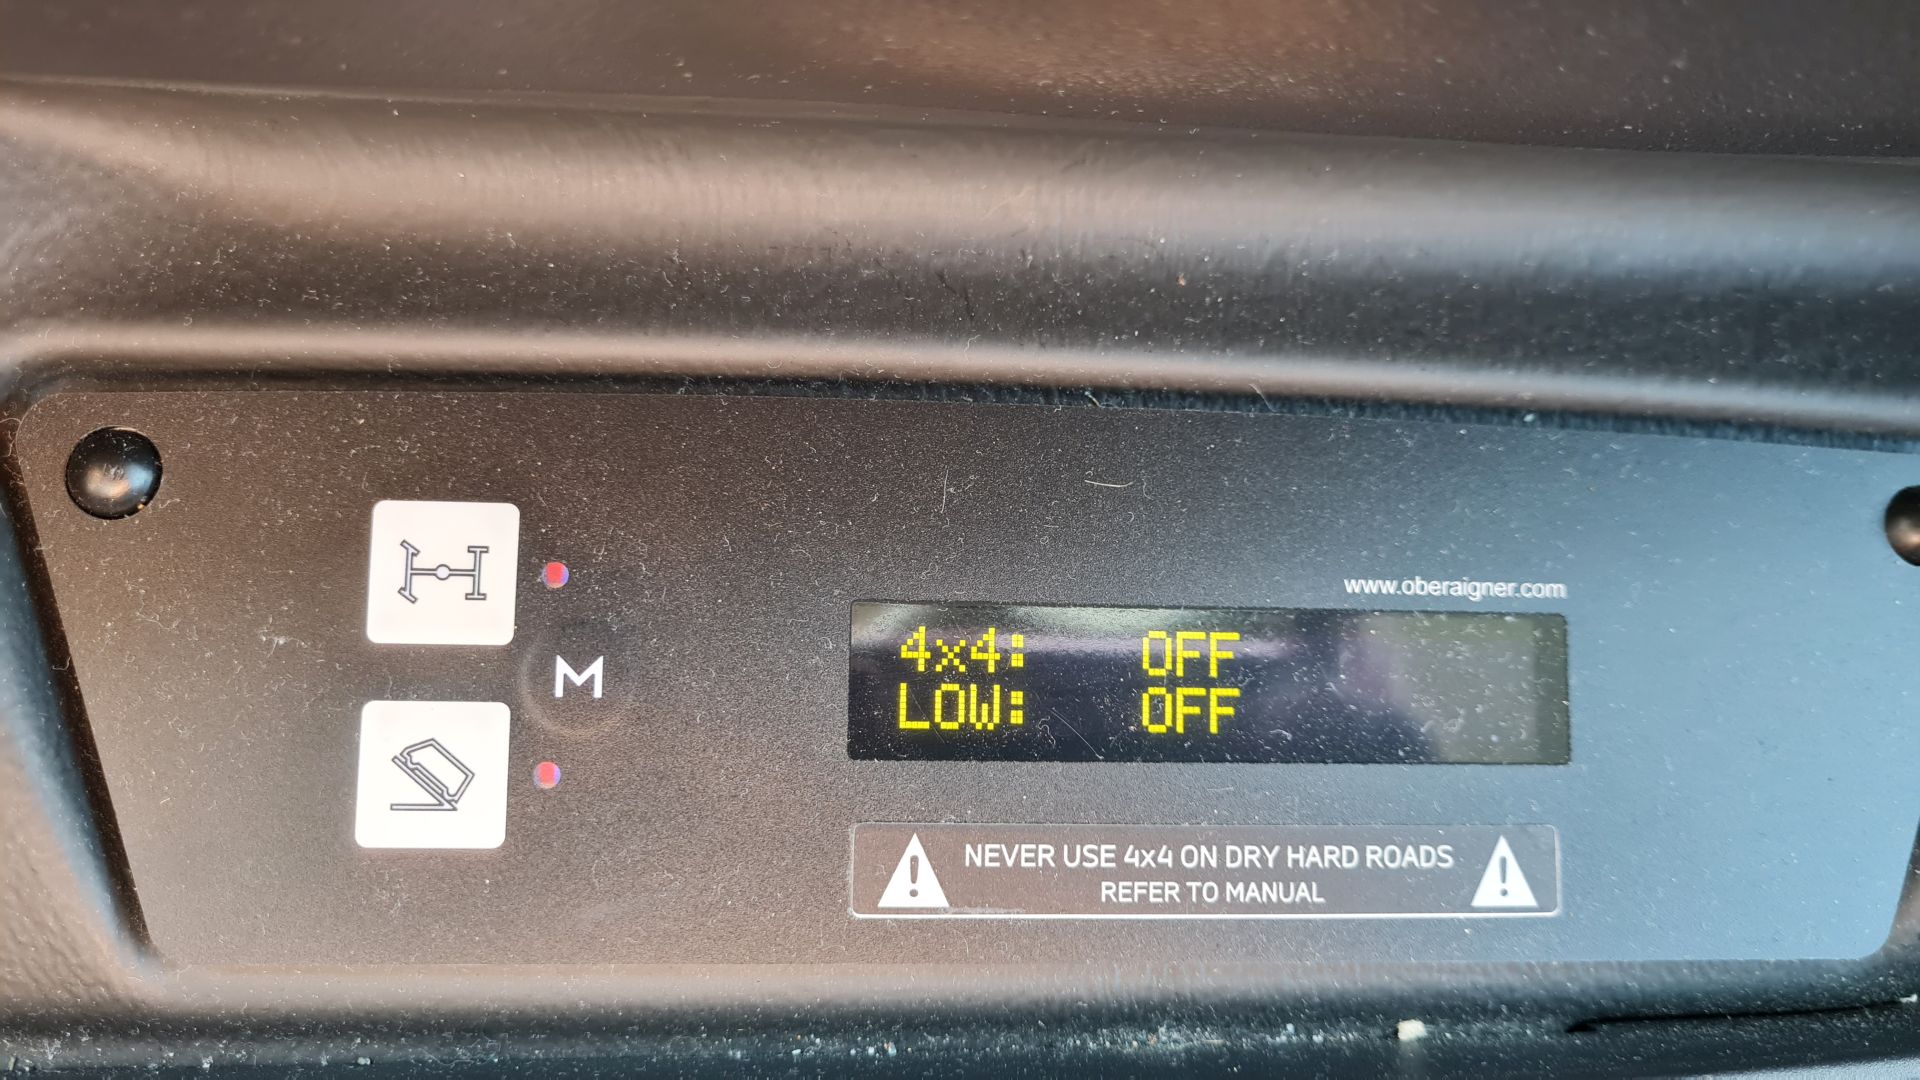 www.oberaigner.com
M
4x4: OFF
LOW: OFF
NEVER USE 4x4 ON DRY HARD ROADS
REFER TO MANUAL